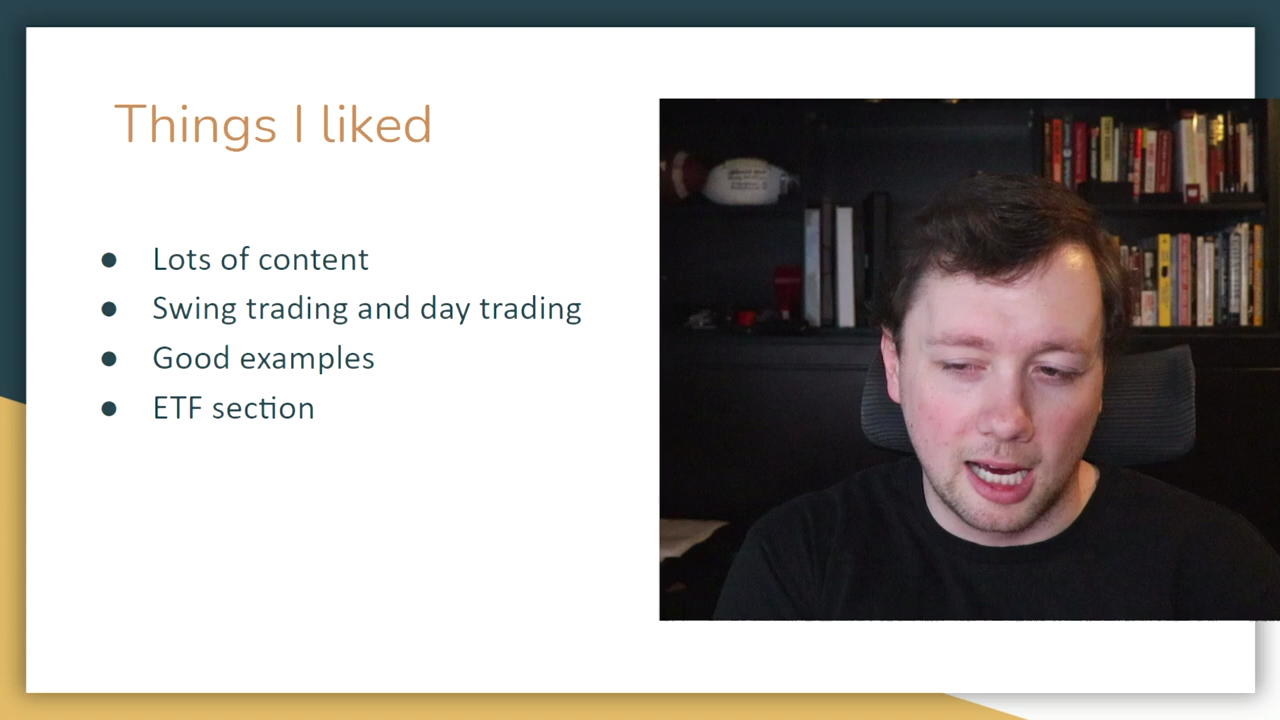 Things I liked
Lots of content
Swing trading and day trading
Good examples
ETF section